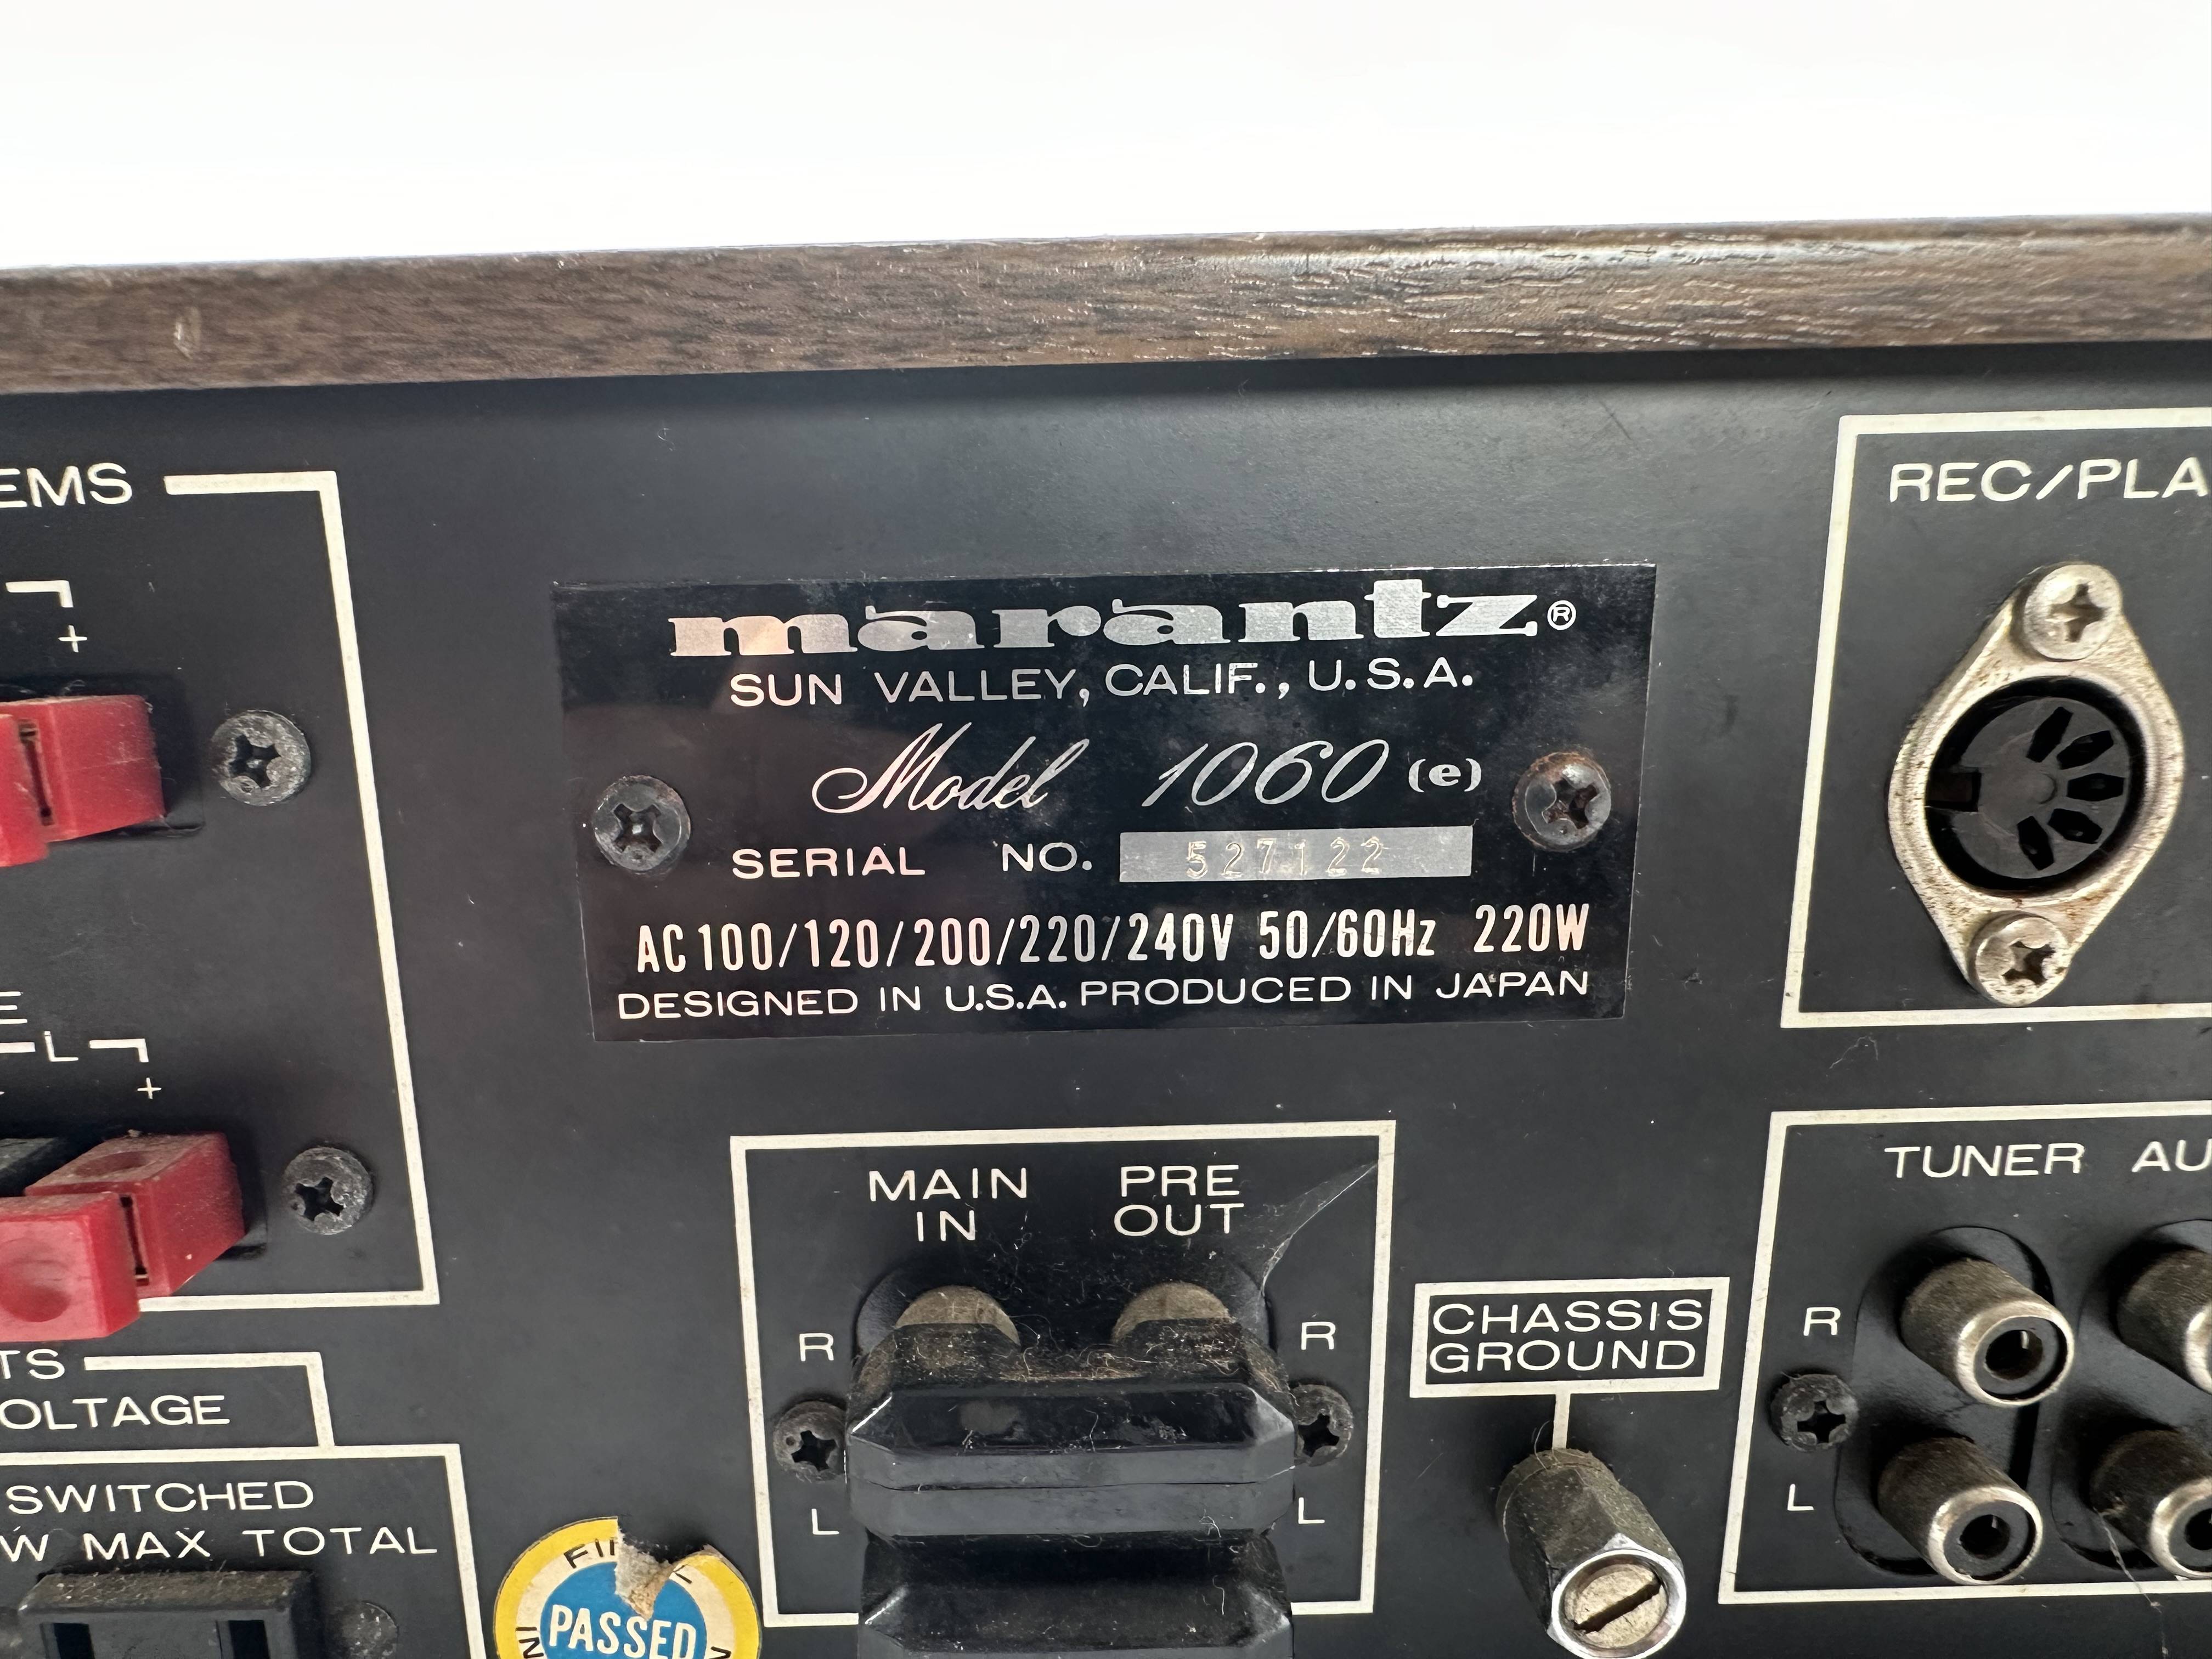 EMS
+
E
L
+
TS
OLTAGE
SWITCHED
W MAX TOTAL
marantz®
SUN VALLEY, CALIF., U.S.A.
Model 1060 (e)
SERIAL NO. 527122
AC 100/120/200/220/240V 50/60Hz 220W
DESIGNED IN U.S.A. PRODUCED IN JAPAN
MAIN IN
PRE OUT
R
R
L
L
PASSED
CHASSIS
GROUND
REC/PLA
TUNER AU
R
L